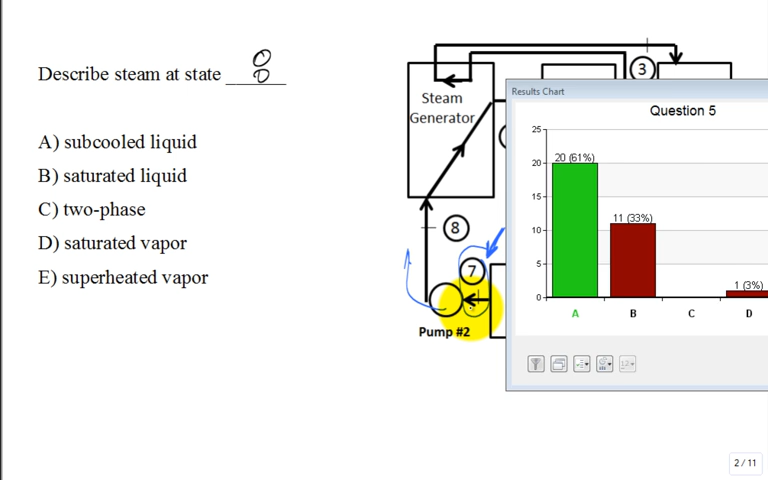 Describe steam at state 8
A) subcooled liquid
B) saturated liquid
C) two-phase
D) saturated vapor
E) superheated vapor
Steam
Generator
3
8
7
Pump #2
Results Chart
Question 5
25
20
15
10
5
0
20 (61%)
11 (33%)
1 (3%)
A B C D
2 / 11